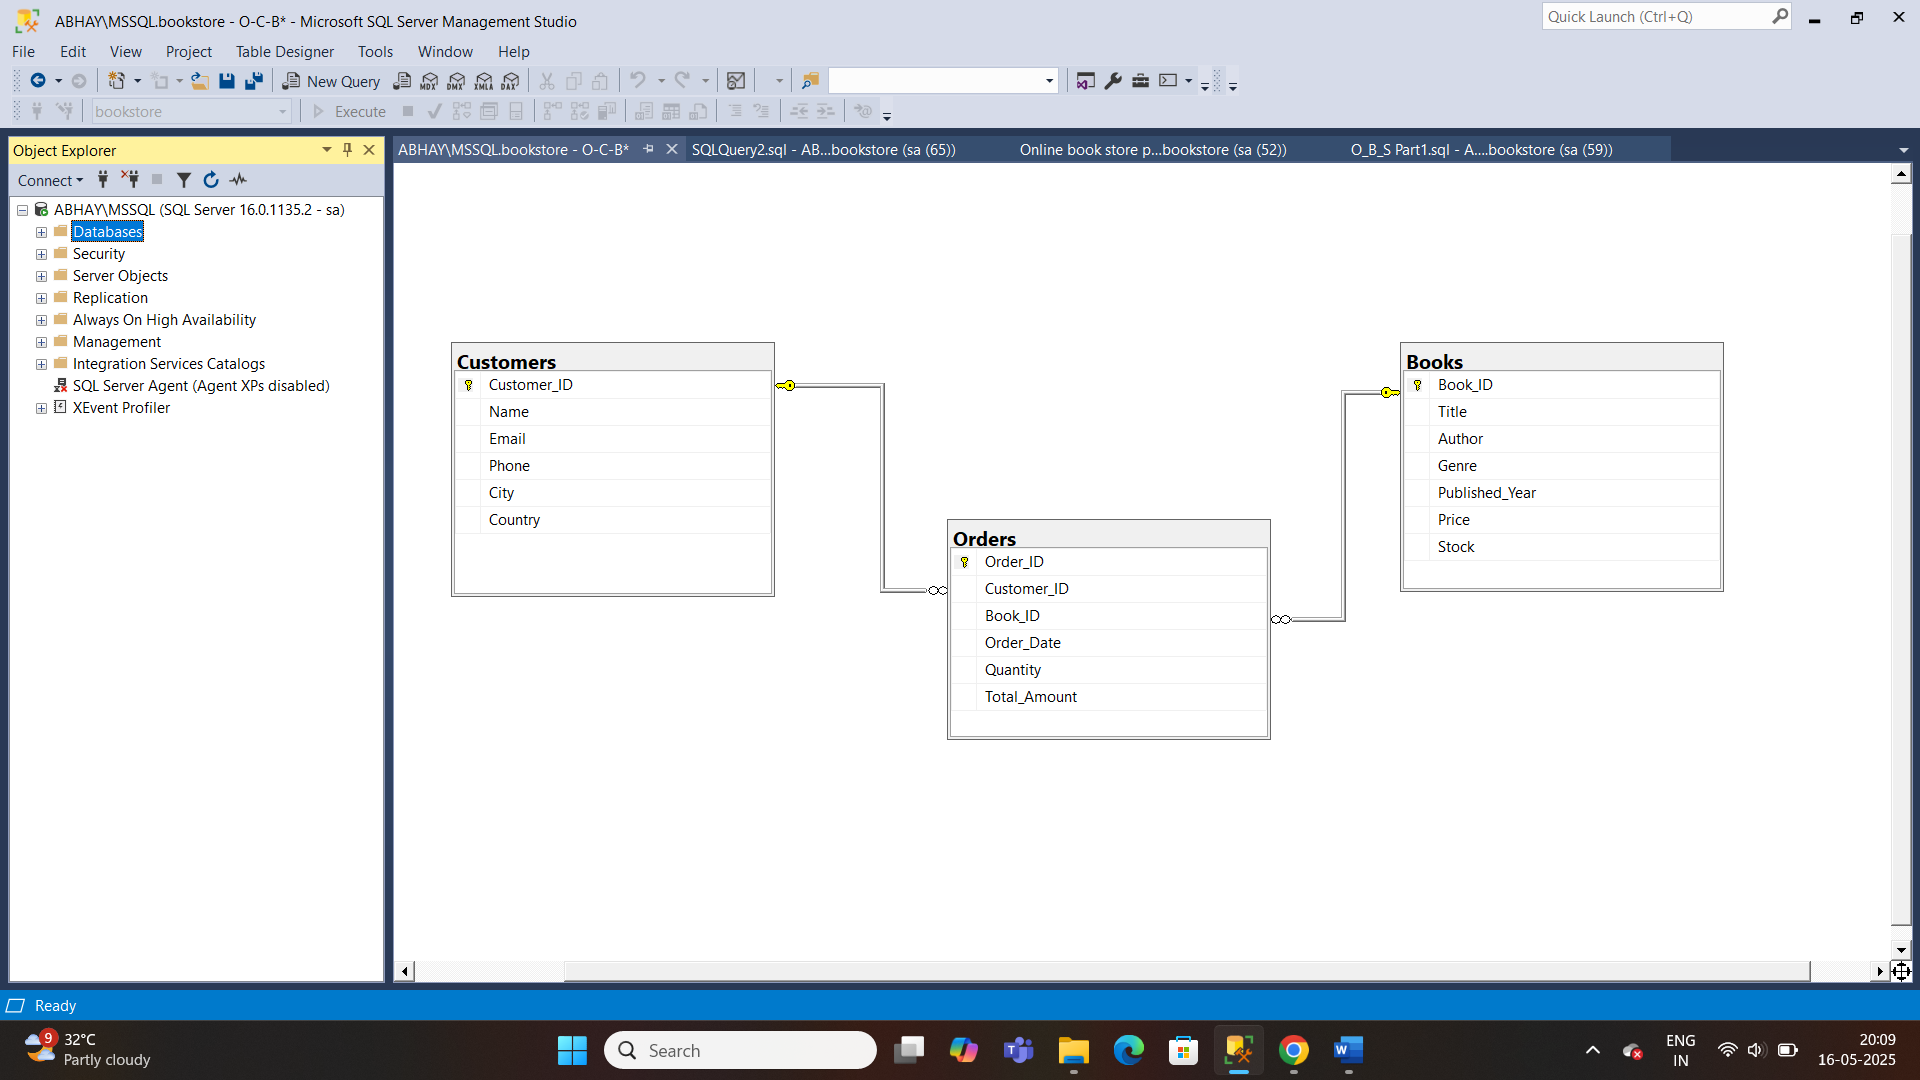 ABHAY\MSSQL.bookstore - O-C-B* - Microsoft SQL Server Management Studio
Quick Launch (Ctrl+Q)
File Edit View Project Table Designer Tools Window Help
New Query MDX DMX XMLA DAX
bookstore Execute
Object Explorer
ABHAY\MSSQL.bookstore - O-C-B* SQLQuery2.sql - AB...bookstore (sa (65)) Online book store p...bookstore (sa (52)) O_B_S Part1.sql - A....bookstore (sa (59))
Connect
ABHAY\MSSQL (SQL Server 16.0.1135.2 - sa)
Databases
Security
Server Objects
Replication
Always On High Availability
Management
Integration Services Catalogs
SQL Server Agent (Agent XPs disabled)
XEvent Profiler
Customers
Customer_ID
Name
Email
Phone
City
Country
Orders
Order_ID
Customer_ID
Book_ID
Order_Date
Quantity
Total_Amount
Books
Book_ID
Title
Author
Genre
Published_Year
Price
Stock
Ready
9
32°C
Partly cloudy
Search
ENG
IN
20:09
16-05-2025